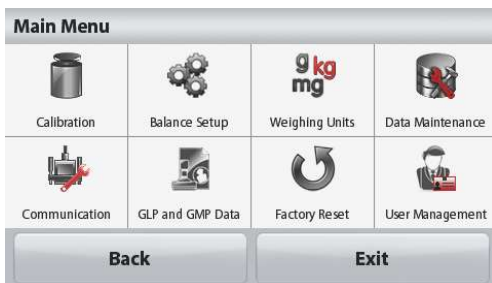 Main Menu
g kg
mg
Calibration
Balance Setup
Weighing Units
Data Maintenance
Communication
GLP and GMP Data
Factory Reset
User Management
Back
Exit